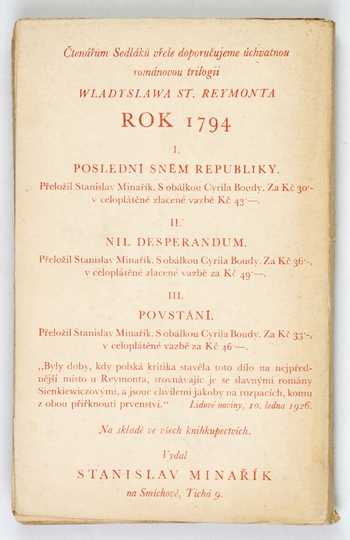 Čtenářům Sedláků vřele doporučujeme úchvatnou
románovou trilogii
WLADYSLAWA ST. REYMONTA
ROK 1794
I.
POSLEDNÍ SNĚM REPUBLIKY.
Přeložil Stanislav Minařík. S obálkou Cyrila Boudy. Za Kč 30·-
v celoplátěné zlacené vazbě Kč 43·—.
II.
NIL DESPERANDUM.
Přeložil Stanislav Minařík. S obálkou Cyrila Boudy. Za Kč 36·-,
v celoplátěné zlacené vazbě za Kč 49·—.
III.
POVSTÁNÍ.
Přeložil Stanislav Minařík. S obálkou Cyrila Boudy. Za Kč 33·-,
v celoplátěné vazbě za Kč 46·—.
„Byly doby, kdy polská kritika stavěla toto dílo na nejpřed-
nější místo u Reymonta, srovnávajíc je se slavnými romány
Sienkiewiczovými, a jsouc chvílemi jakoby na rozpacích, komu
z obou přiřknouti prvenství.“ Lidové noviny, 10. ledna 1926.
Na skladě ve všech knihkupectvích.
Vydal
STANISLAV MINAŘÍK
na Smíchově, Tichá 9.